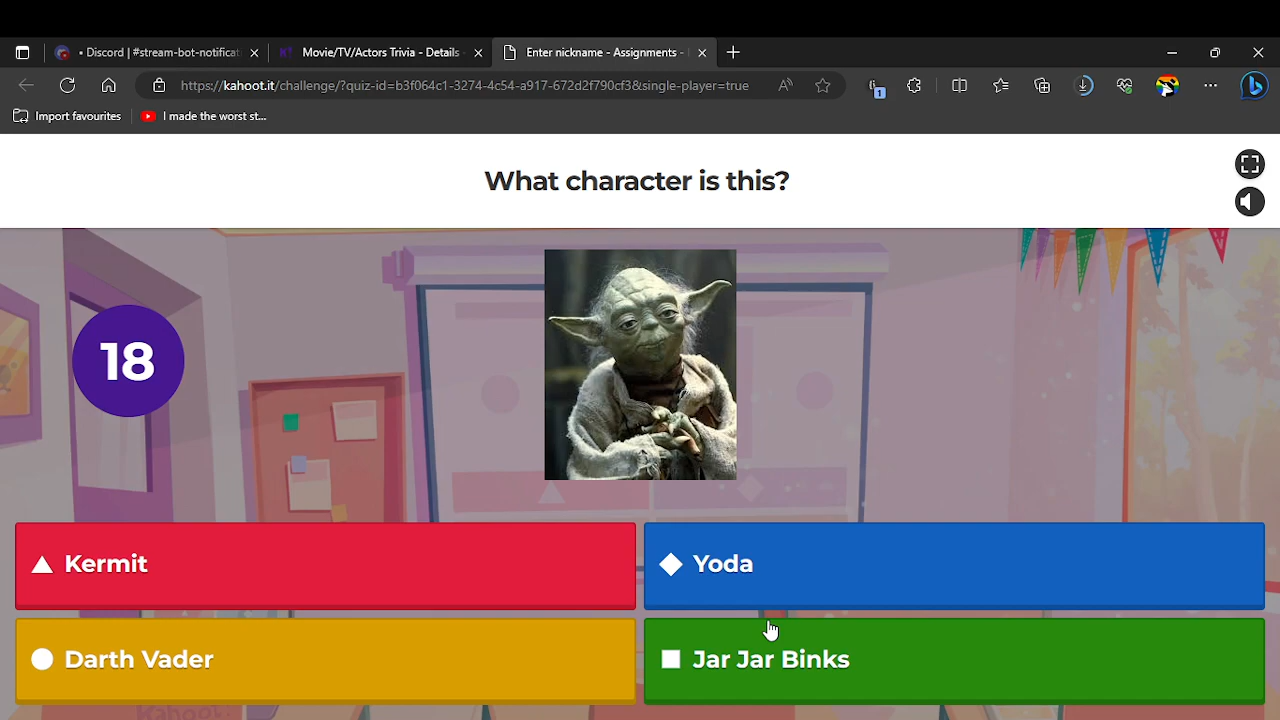 • Discord | #stream-bot-notificat
Movie/TV/Actors Trivia - Details -
Enter nickname - Assignments -
https://kahoot.it/challenge/?quiz-id=b3f064c1-3274-4c54-a917-672d2f790cf3&single-player=true
1
Import favourites
I made the worst st...
What character is this?
18
Kermit
Yoda
Darth Vader
Jar Jar Binks
Kahoot!